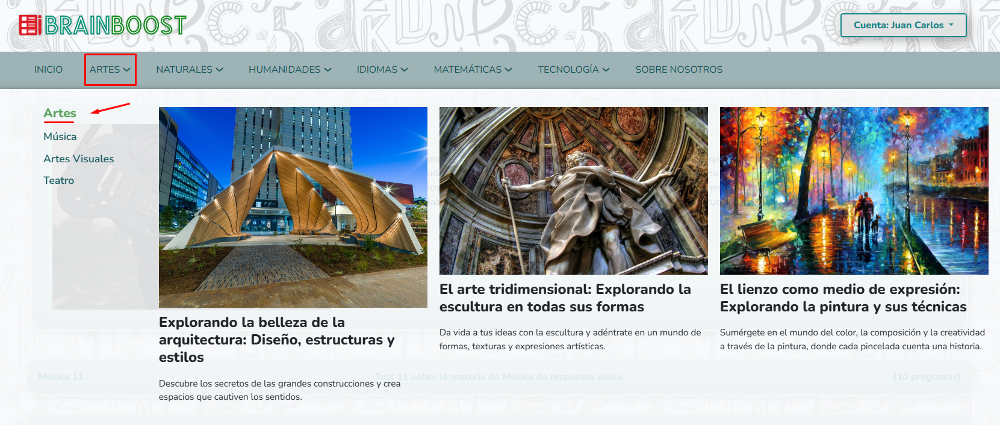 BRAINBOOST
Cuenta: Juan Carlos
INICIO
ARTES
NATURALES
HUMANIDADES
IDIOMAS
MATEMÁTICAS
TECNOLOGÍA
SOBRE NOSOTROS
Artes
Música
Artes Visuales
Teatro
Explorando la belleza de la
arquitectura: Diseño, estructuras y
estilos
Descubre los secretos de las grandes construcciones y crea
espacios que cautiven los sentidos.
El arte tridimensional: Explorando la
escultura en todas sus formas
Da vida a tus ideas con la escultura y adéntrate en un mundo de
formas, texturas y expresiones artísticas.
El lienzo como medio de expresión:
Explorando la pintura y sus técnicas
Sumérgete en el mundo del color, la composición y la creatividad
a través de la pintura, donde cada pincelada cuenta una historia.
Música 11
Test 11 sobre la materia de Música de respuesta única.
(10 preguntas)